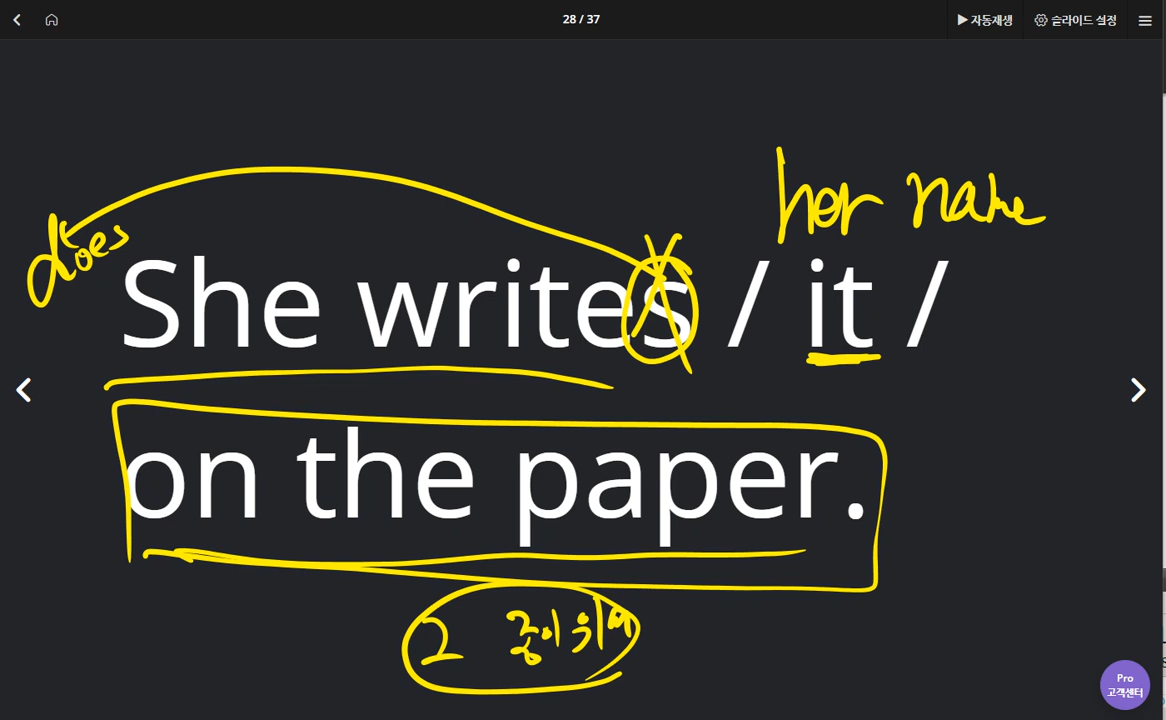 28 / 37
자동재생
슬라이드 설정
her name
does
She writes / it /
on the paper.
그 종이 위에
Pro
고객센터